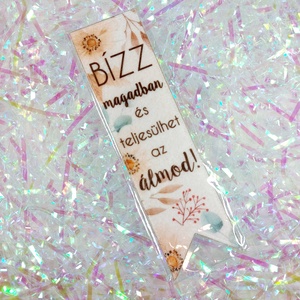 BÍZZ
magadban
és
teljesülhet
az
álmod!